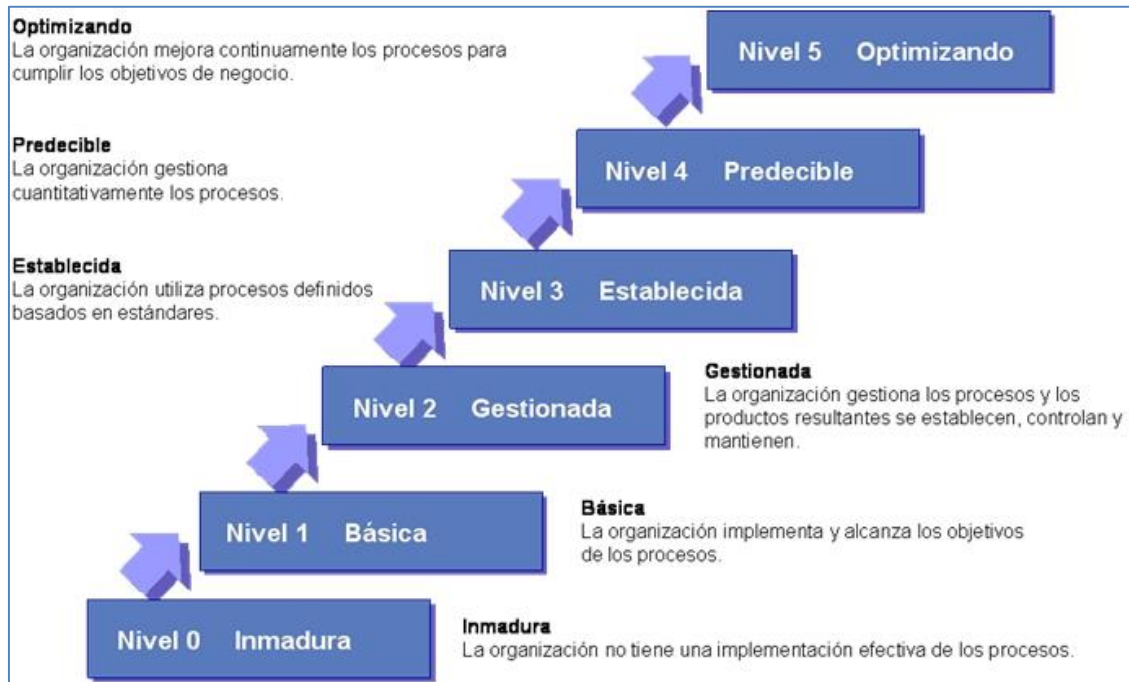 Optimizando
La organización mejora continuamente los procesos para
cumplir los objetivos de negocio.
Nivel 5 Optimizando
Predecible
La organización gestiona
cuantitativamente los procesos.
Nivel 4 Predecible
Establecida
La organización utiliza procesos definidos
basados en estándares.
Nivel 3 Establecida
Nivel 2 Gestionada
Gestionada
La organización gestiona los procesos y los
productos resultantes se establecen, controlan y
mantienen.
Nivel 1 Básica
Básica
La organización implementa y alcanza los objetivos
de los procesos.
Nivel 0 Inmadura
Inmadura
La organización no tiene una implementación efectiva de los procesos.